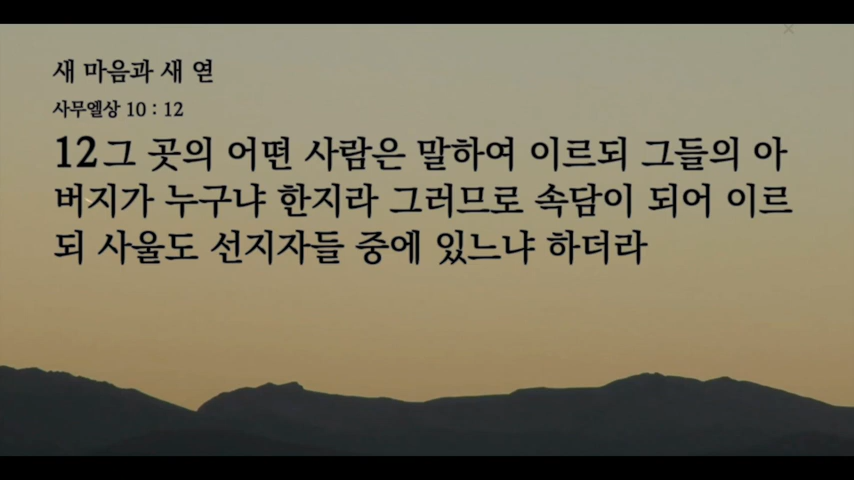 새 마음과 새 영
사무엘상 10 : 12
12그 곳의 어떤 사람은 말하여 이르되 그들의 아
버지가 누구냐 한지라 그러므로 속담이 되어 이르
되 사울도 선지자들 중에 있느냐 하더라